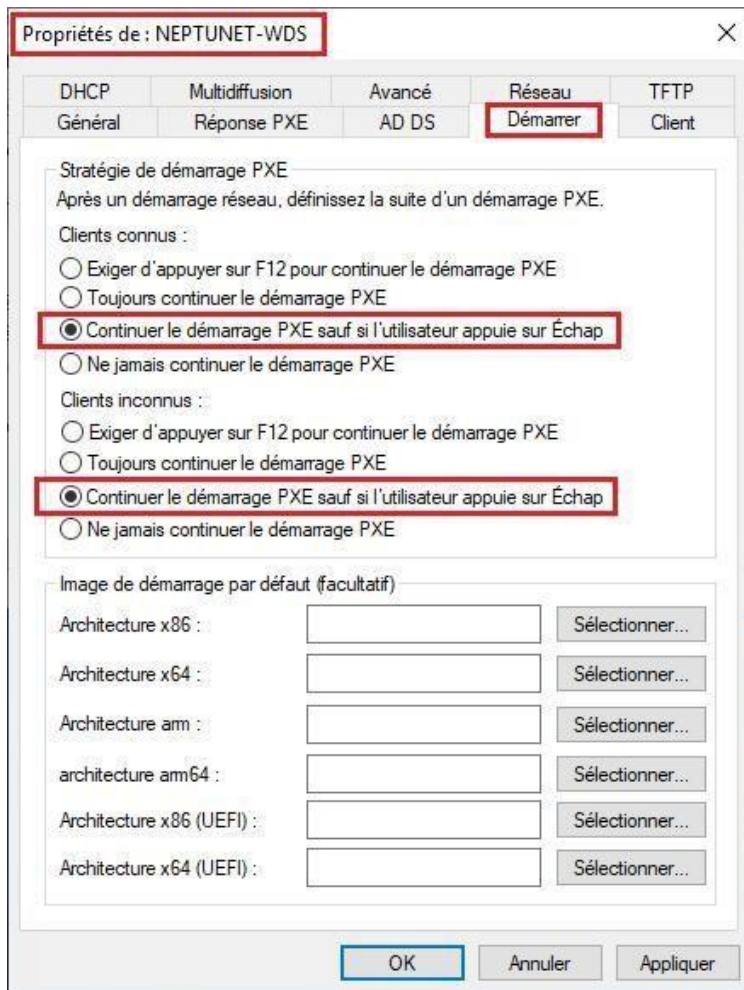 Propriétés de : NEPTUNET-WDS
DHCP Multidiffusion Avancé Réseau TFTP
Général Réponse PXE AD DS Démarrer Client
Stratégie de démarrage PXE
Après un démarrage réseau, définissez la suite d'un démarrage PXE.
Clients connus :
Exiger d'appuyer sur F12 pour continuer le démarrage PXE
Toujours continuer le démarrage PXE
Continuer le démarrage PXE sauf si l'utilisateur appuie sur Échap
Ne jamais continuer le démarrage PXE
Clients inconnus :
Exiger d'appuyer sur F12 pour continuer le démarrage PXE
Toujours continuer le démarrage PXE
Continuer le démarrage PXE sauf si l'utilisateur appuie sur Échap
Ne jamais continuer le démarrage PXE
Image de démarrage par défaut (facultatif)
Architecture x86 : Sélectionner...
Architecture x64 : Sélectionner...
Architecture arm : Sélectionner...
architecture arm64 : Sélectionner...
Architecture x86 (UEFI) : Sélectionner...
Architecture x64 (UEFI) : Sélectionner...
OK Annuler Appliquer